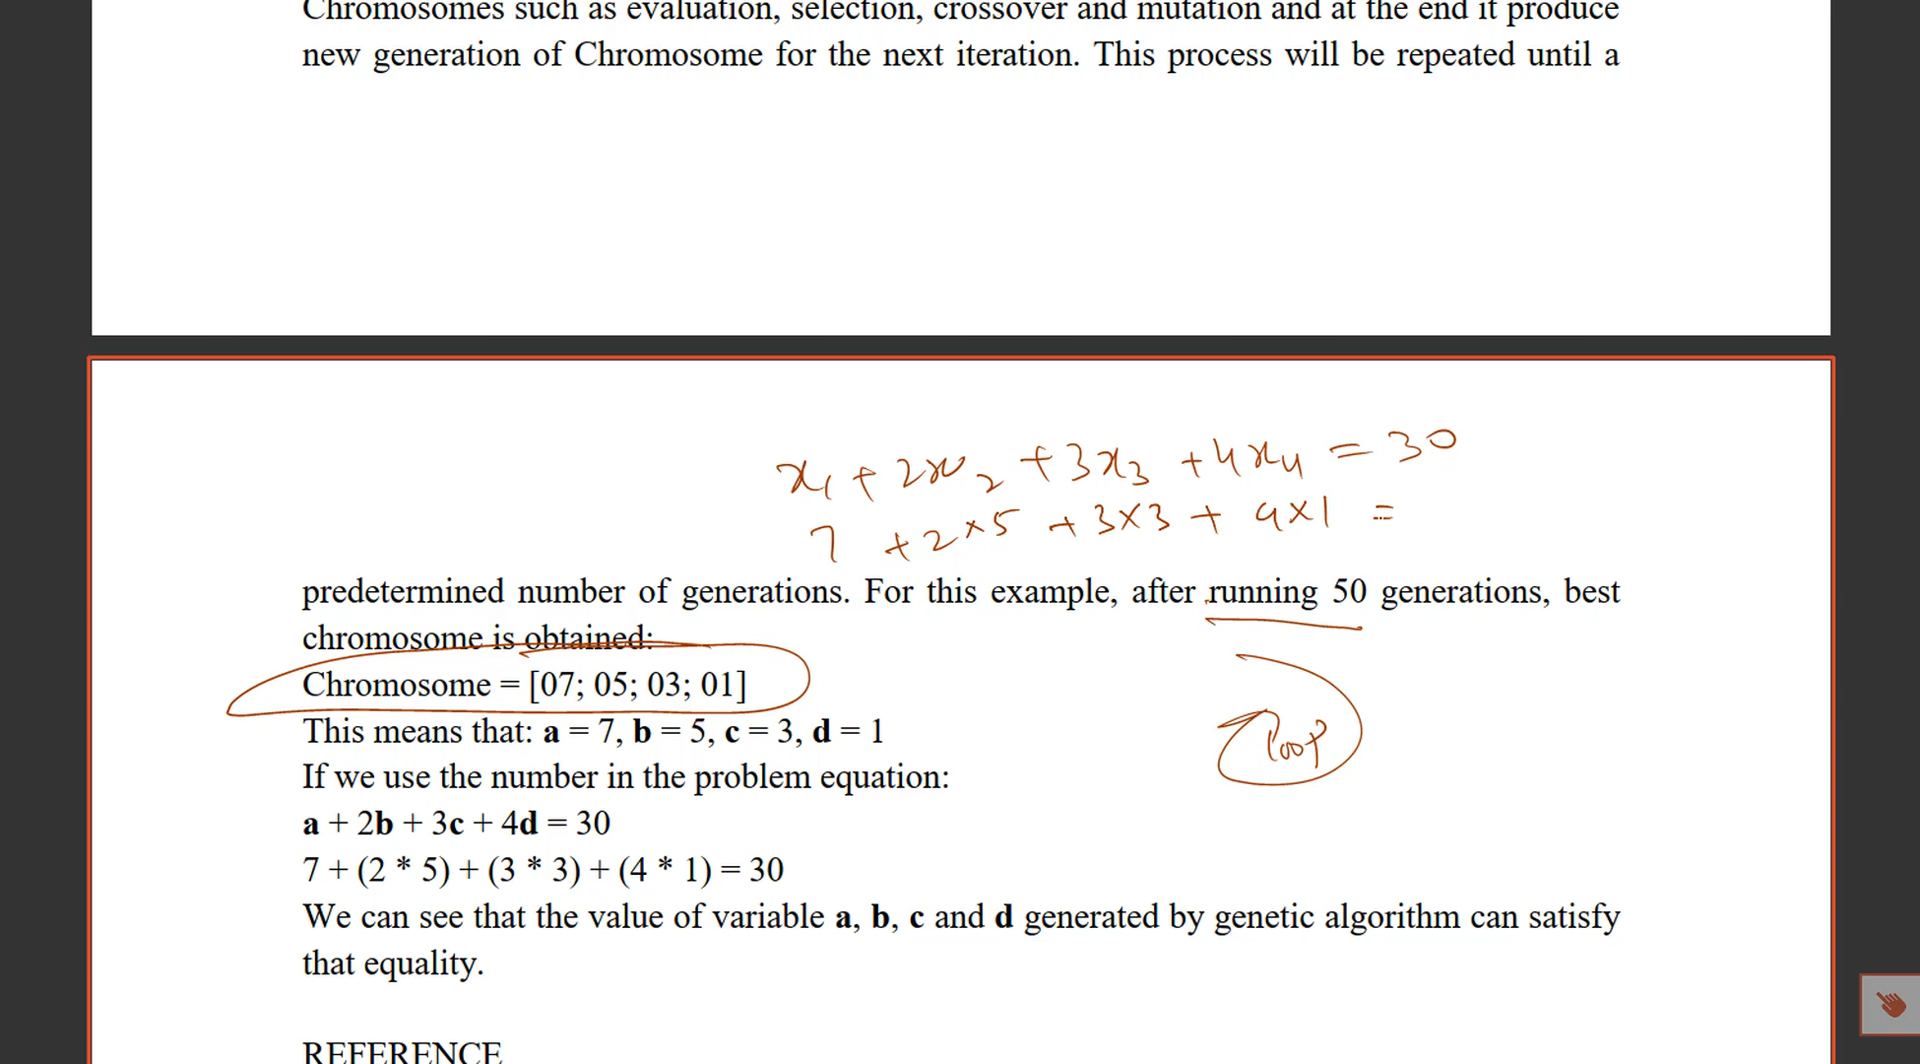 Chromosomes such as evaluation, selection, crossover and mutation and at the end it produce
new generation of Chromosome for the next iteration. This process will be repeated until a
x₁ + 2x₂ + 3x₃ + 4x₄ = 30
7 + 2×5 + 3×3 + 4×1 =
predetermined number of generations. For this example, after running 50 generations, best
chromosome is obtained:
Chromosome = [07; 05; 03; 01]
This means that: a = 7, b = 5, c = 3, d = 1
loop
If we use the number in the problem equation:
a + 2b + 3c + 4d = 30
7 + (2 * 5) + (3 * 3) + (4 * 1) = 30
We can see that the value of variable a, b, c and d generated by genetic algorithm can satisfy
that equality.
REFERENCE